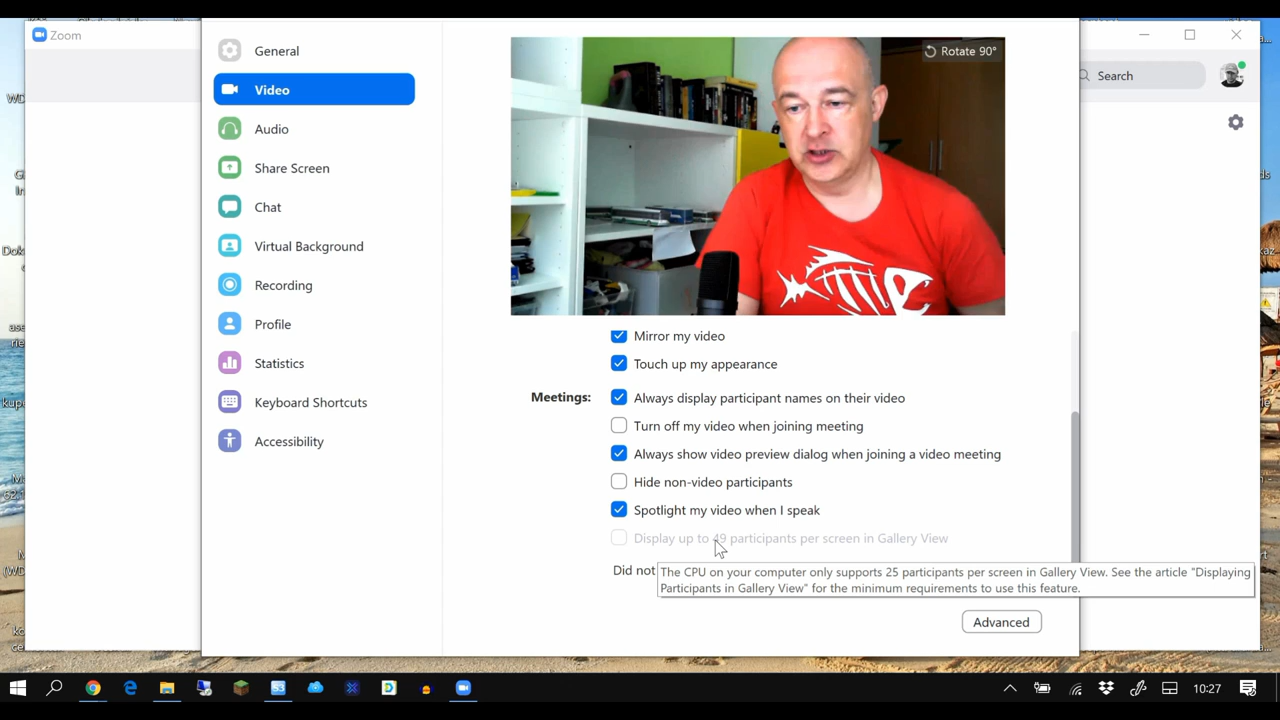 Zoom
General
Video
Audio
Share Screen
Chat
Virtual Background
Recording
Profile
Statistics
Keyboard Shortcuts
Accessibility
Rotate 90°
Search
Mirror my video
Touch up my appearance
Meetings:
Always display participant names on their video
Turn off my video when joining meeting
Always show video preview dialog when joining a video meeting
Hide non-video participants
Spotlight my video when I speak
Display up to 49 participants per screen in Gallery View
Did not
The CPU on your computer only supports 25 participants per screen in Gallery View. See the article "Displaying
Participants in Gallery View" for the minimum requirements to use this feature.
Advanced
10:27